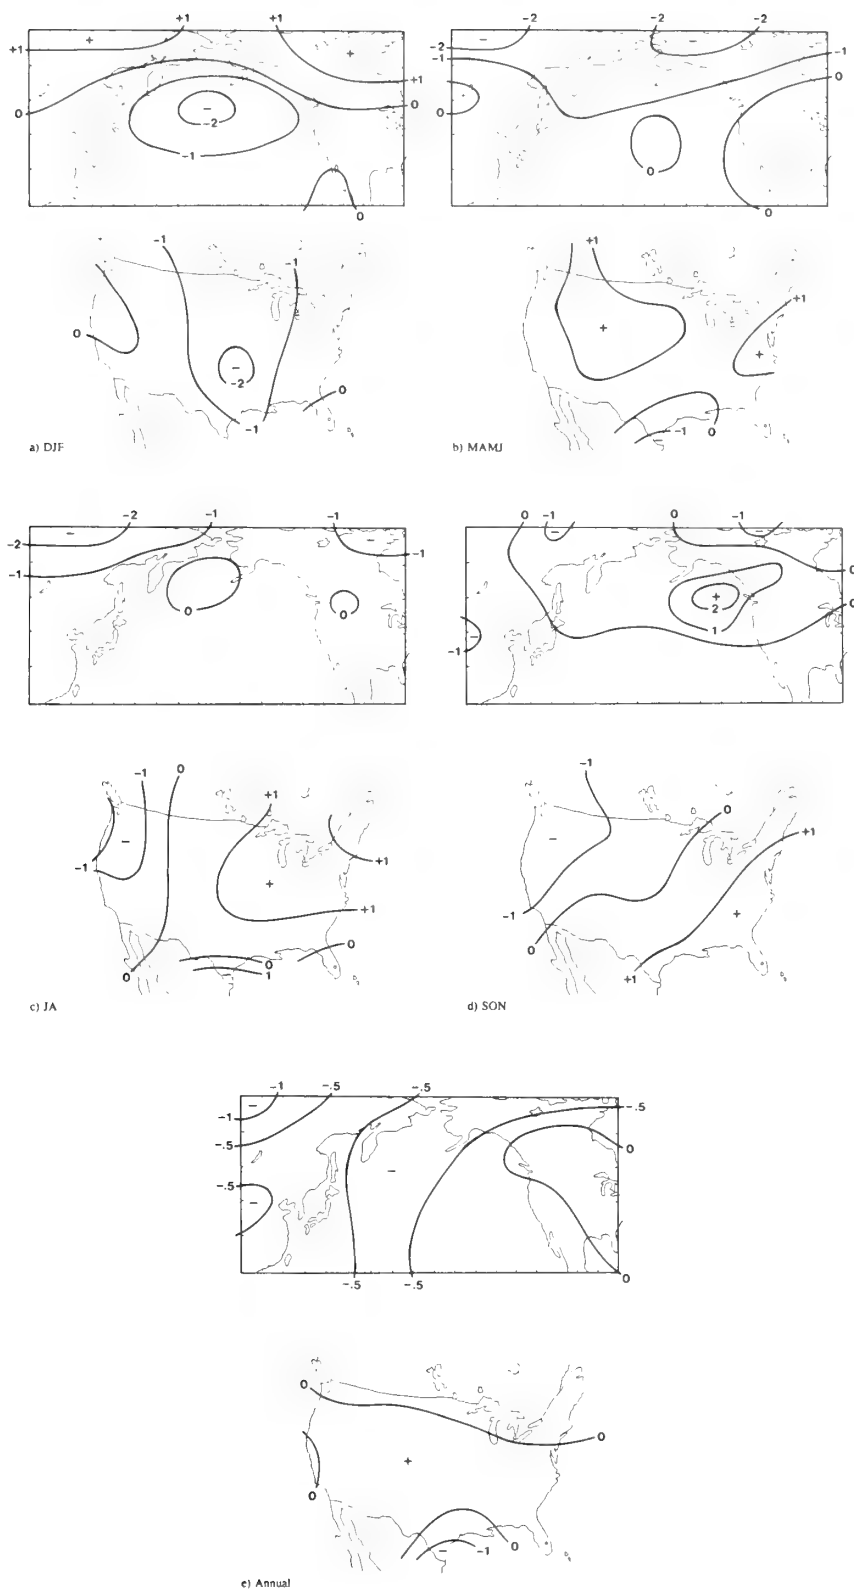 +1 +1 -2 -2
+1 + + -2 - - -2
-1 -1
+1 0
0 - 0 0
-2
-1 0
0 0
-1 -1 +1 +1
+
0 - +
-2 0
-1 -1 0
a) DJF b) MAMJ
-2 -1 -1 0 -1 0 -1
-2 - - - -
-1 -1 0
0 0 + 0
2
-1 - 1
-1 0 +1 -1 0
- - +1
-1 + +1
+1 -1 +
0 0 0
0 1 +1
c) JA d) SON
-1 -.5 -.5
-1 - -.5
-.5 0
-
-.5 -
-.5 -.5 0
0
0
+
0
- -1 0
e) Annual